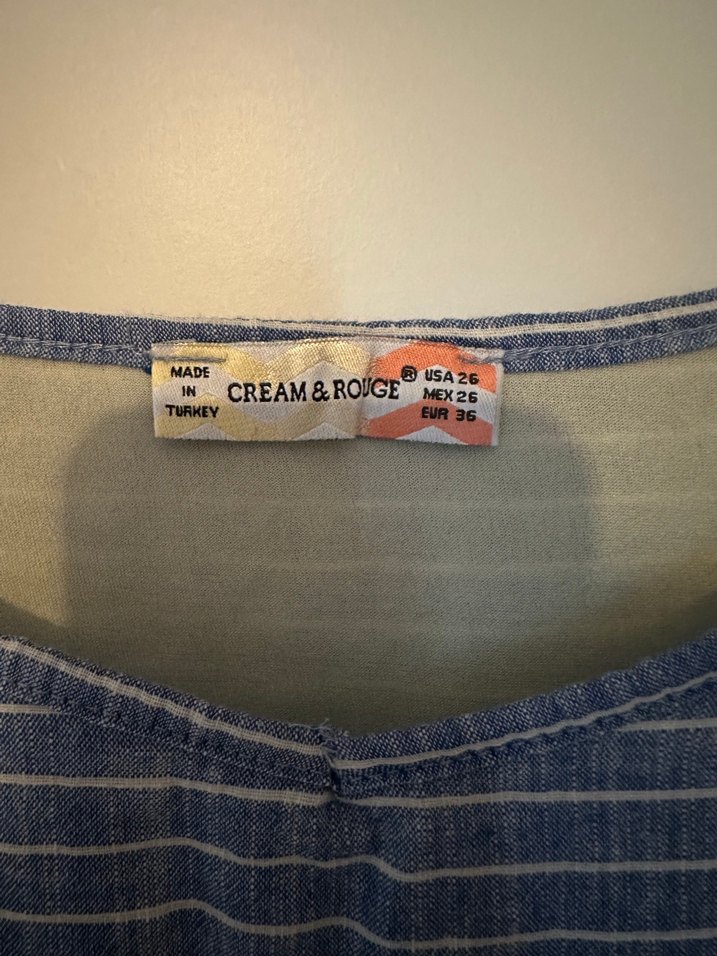 MADE
IN
TURKEY
CREAM & ROUGE®
USA 26
MEX 26
EUR 36